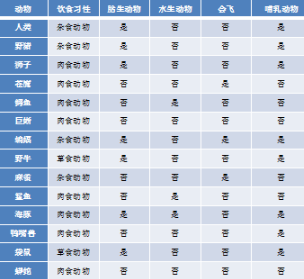 动物 饮食习性 胎生动物 水生动物 会飞 哺乳动物
人类 杂食动物 是 否 否 是
野猪 杂食动物 是 否 否 是
狮子 肉食动物 是 否 否 是
苍鹰 肉食动物 否 否 是 否
鳄鱼 肉食动物 否 是 否 否
巨蜥 肉食动物 否 否 否 否
蝙蝠 杂食动物 是 否 是 是
野牛 草食动物 是 否 否 是
麻雀 杂食动物 否 否 是 否
鲨鱼 肉食动物 否 是 否 否
海豚 肉食动物 是 是 否 是
鸭嘴兽 肉食动物 否 否 否 是
袋鼠 草食动物 是 否 否 是
蟒蛇 肉食动物 否 否 否 否